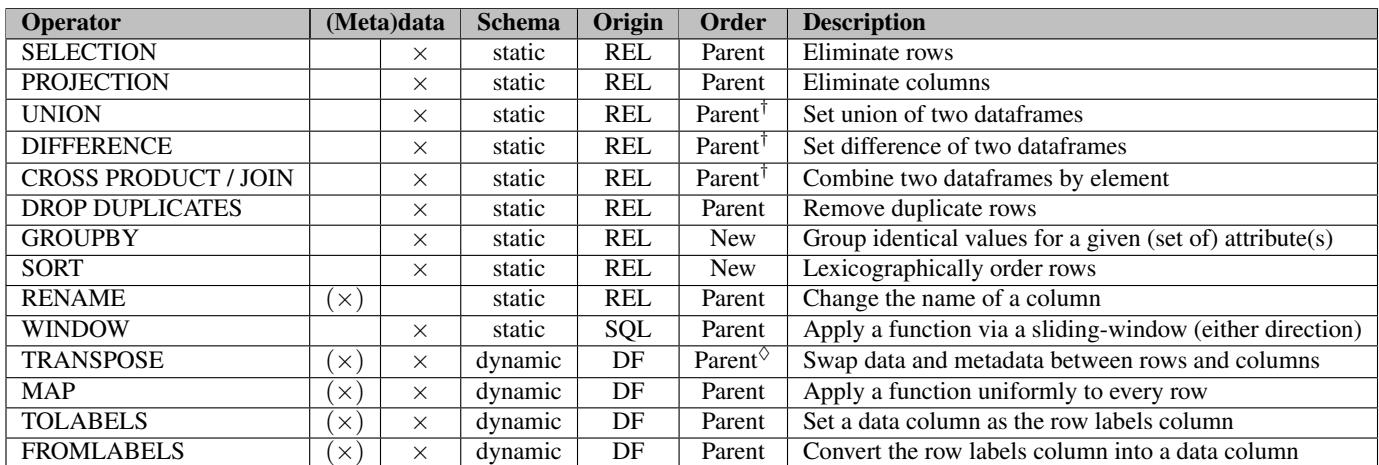 Operator (Meta)data Schema Origin Order Description
SELECTION × static REL Parent Eliminate rows
PROJECTION × static REL Parent Eliminate columns
UNION × static REL Parent† Set union of two dataframes
DIFFERENCE × static REL Parent† Set difference of two dataframes
CROSS PRODUCT / JOIN × static REL Parent† Combine two dataframes by element
DROP DUPLICATES × static REL Parent Remove duplicate rows
GROUPBY × static REL New Group identical values for a given (set of) attribute(s)
SORT × static REL New Lexicographically order rows
RENAME (×) static REL Parent Change the name of a column
WINDOW × static SQL Parent Apply a function via a sliding-window (either direction)
TRANSPOSE (×) × dynamic DF Parent◊ Swap data and metadata between rows and columns
MAP (×) × dynamic DF Parent Apply a function uniformly to every row
TOLABELS (×) × dynamic DF Parent Set a data column as the row labels column
FROMLABELS (×) × dynamic DF Parent Convert the row labels column into a data column